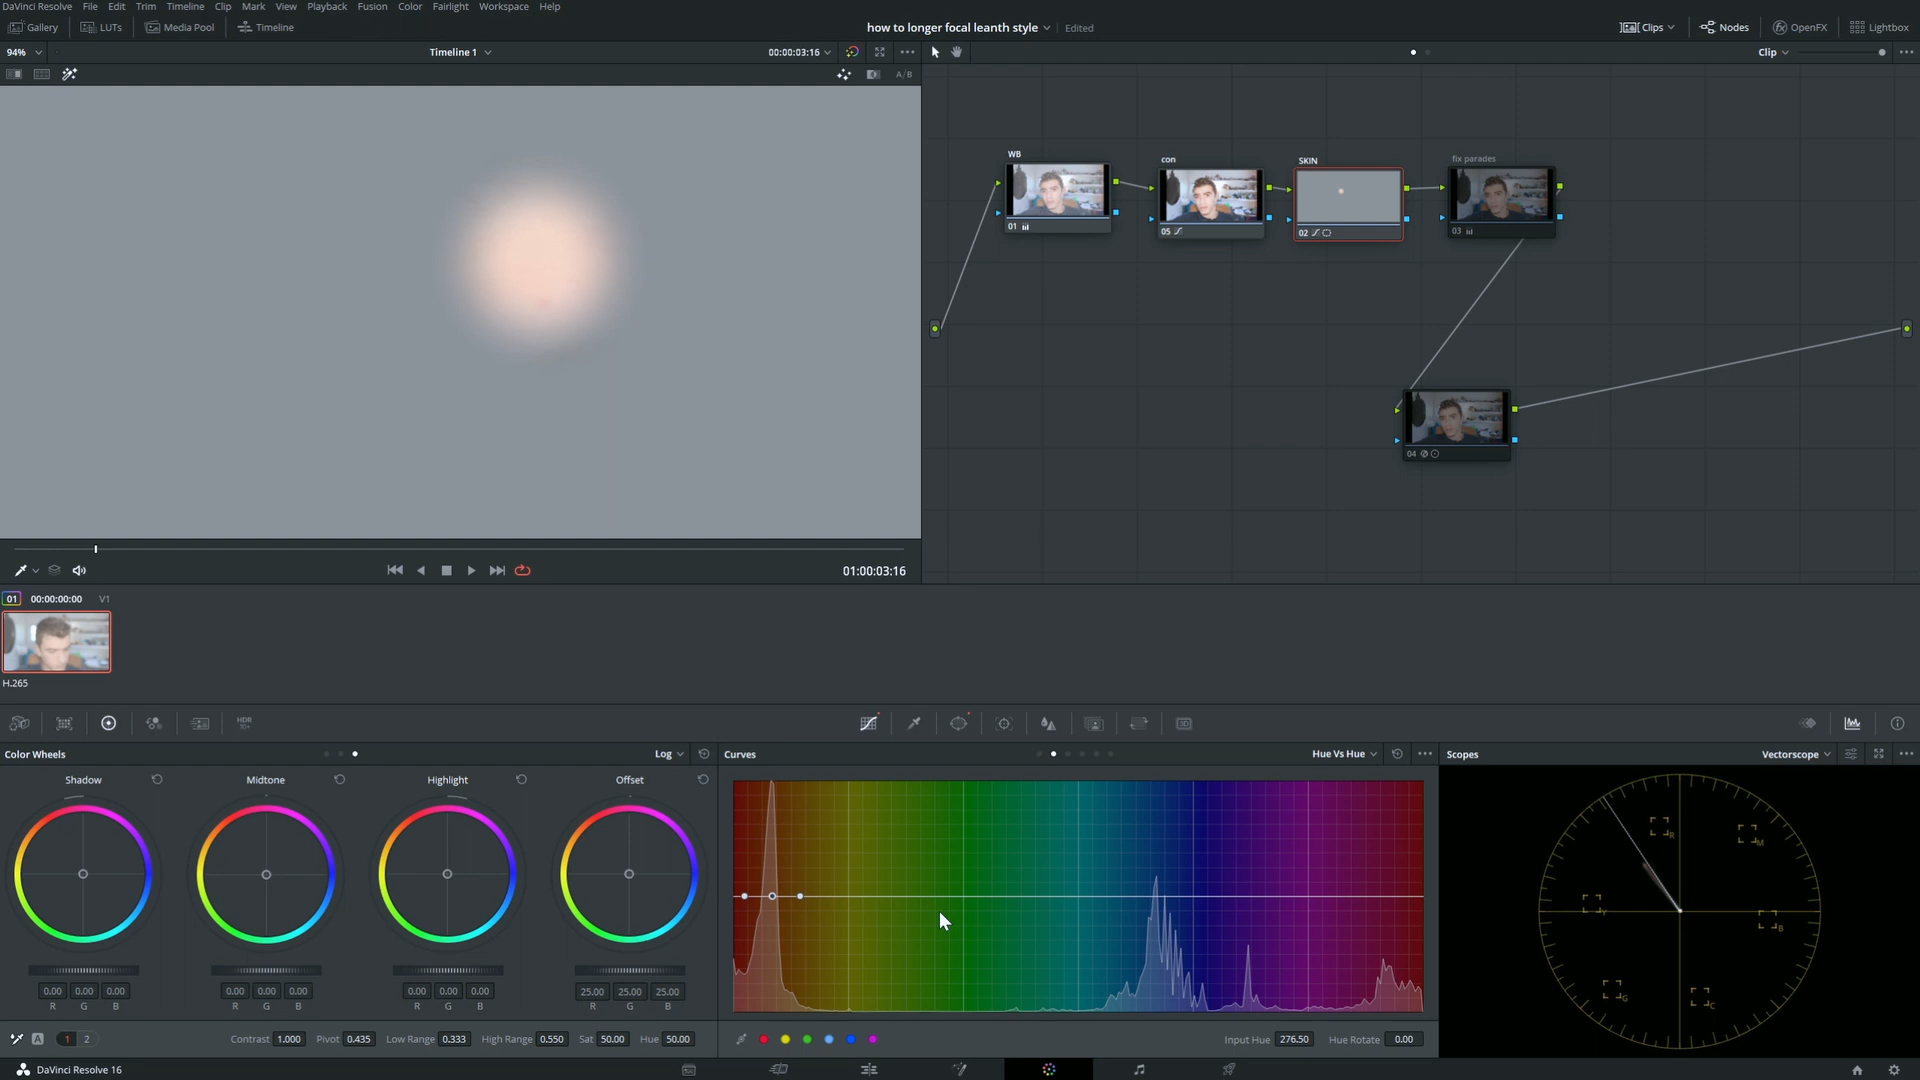 DaVinci Resolve File Edit Trim Timeline Clip Mark View Playback Fusion Color Fairlight Workspace Help
Gallery LUTs Media Pool Timeline how to longer focal leanth style Edited Clips Nodes OpenFX Lightbox
94% Timeline 1 00:00:03:16 Clip
A/B
WB
01
con
05
SKIN
02
fix parades
03
04
01:00:03:16
01 00:00:00:00 V1
H.265
HDR
Color Wheels Log
Shadow Midtone Highlight Offset
0.00 0.00 0.00 0.00 0.00 0.00 0.00 0.00 0.00 25.00 25.00 25.00
R G B R G B R G B R G B
A 1 2 Contrast 1.000 Pivot 0.435 Low Range 0.333 High Range 0.550 Sat 50.00 Hue 50.00
Curves Hue Vs Hue
Input Hue 276.50 Hue Rotate 0.00
Scopes Vectorscope
R
M
Y
B
G
C
3D
DaVinci Resolve 16